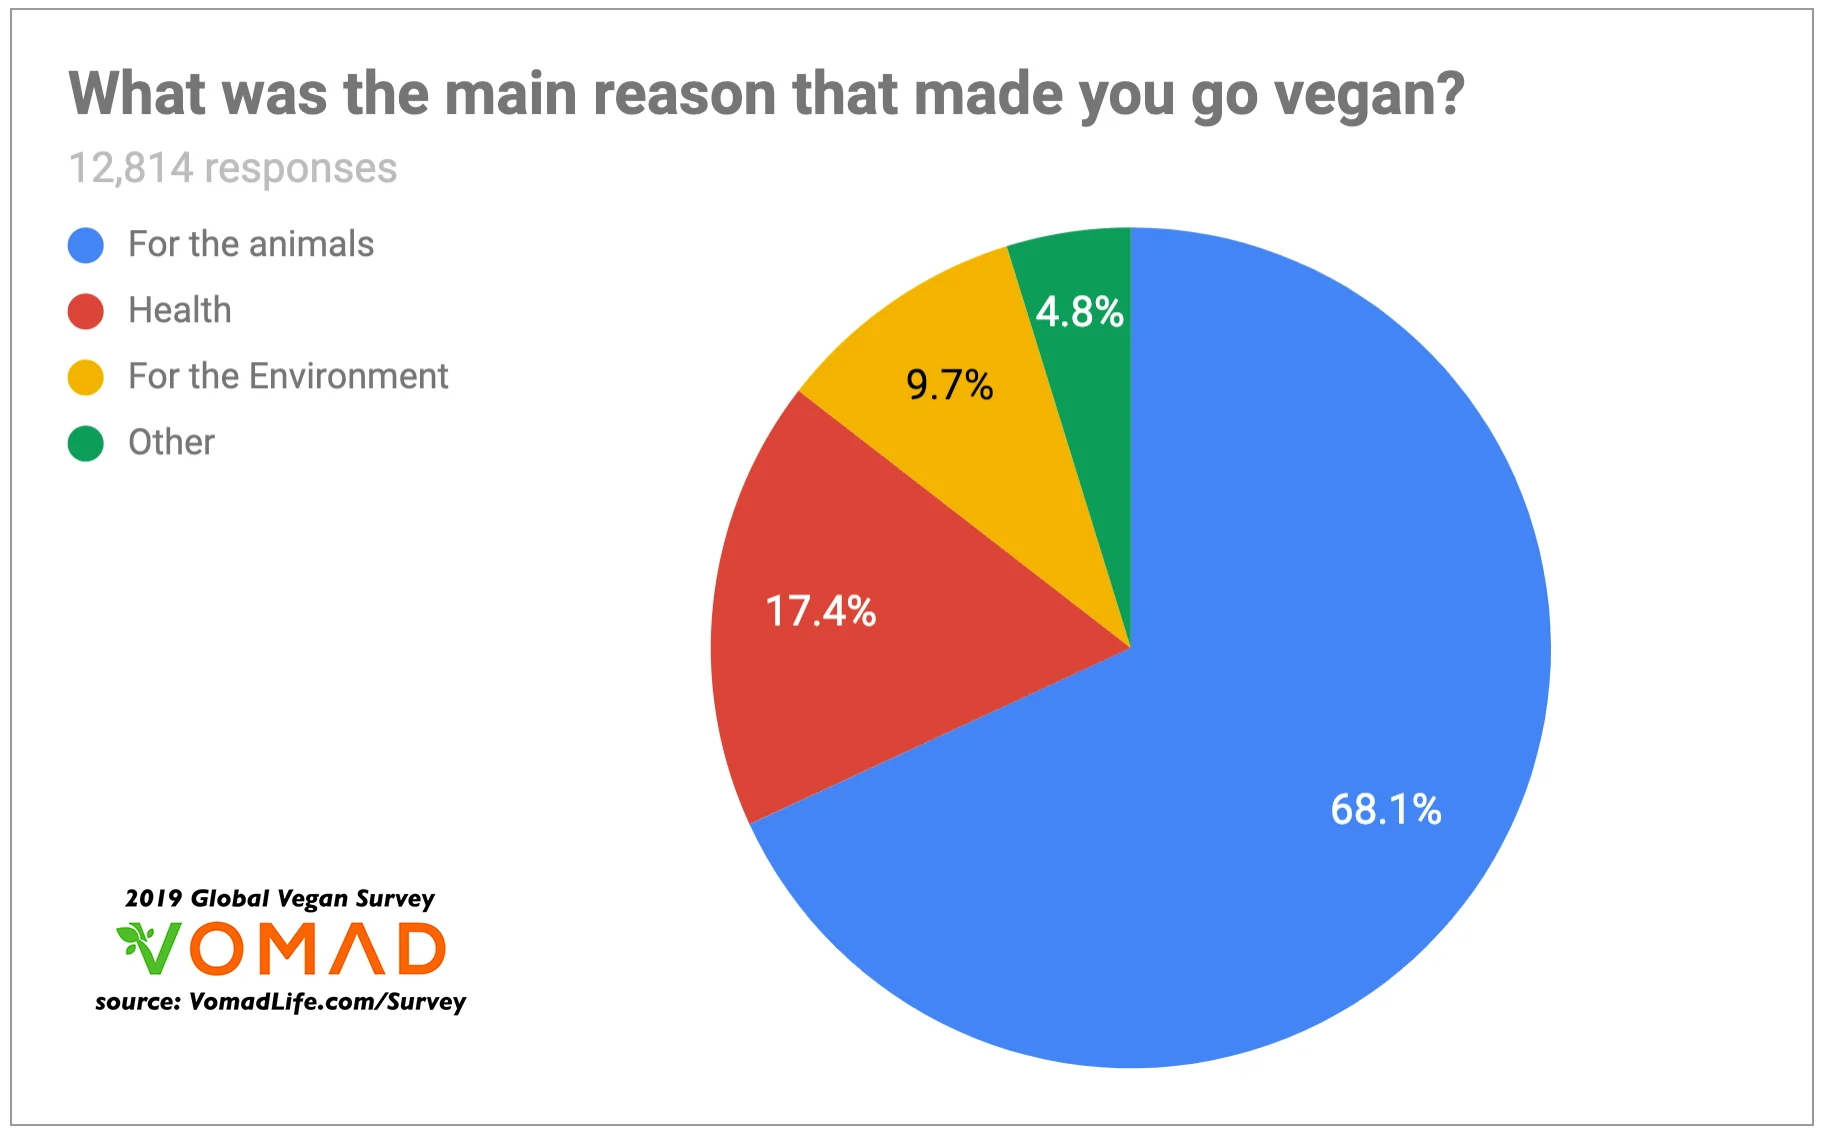 What was the main reason that made you go vegan?
12,814 responses
For the animals
Health
For the Environment
Other
4.8%
9.7%
17.4%
68.1%
2019 Global Vegan Survey
VOMAD
source: VomadLife.com/Survey